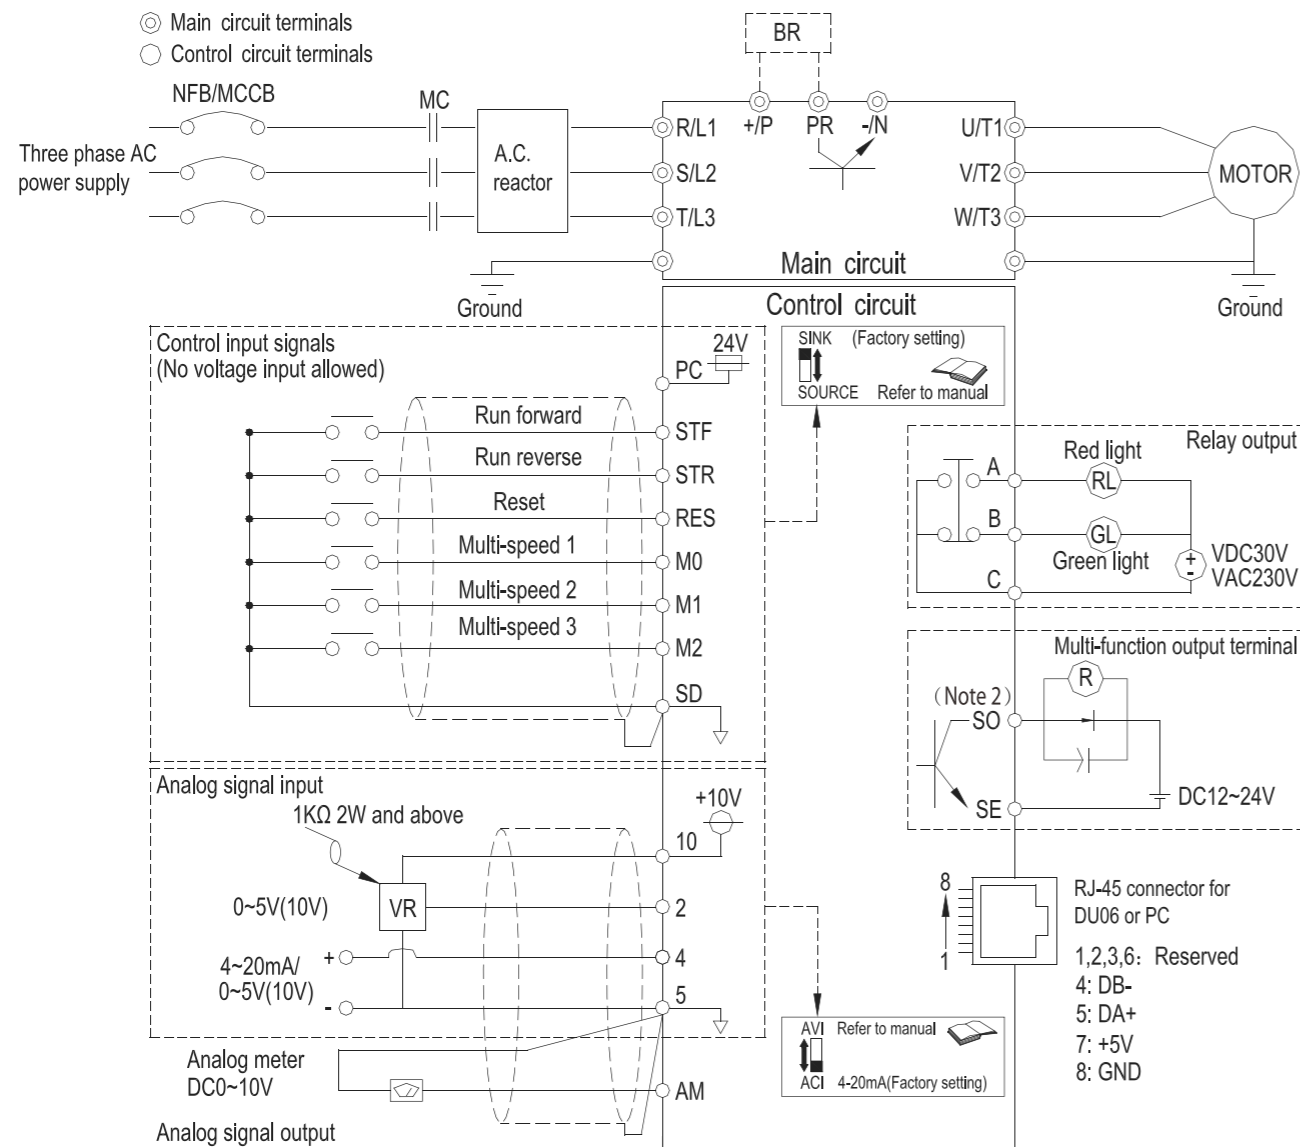 Main circuit terminals
Control circuit terminals
BR
NFB/MCCB
MC
Three phase AC
power supply
A.C.
reactor
R/L1
S/L2
T/L3
+/P
PR
-/N
U/T1
V/T2
W/T3
MOTOR
Main circuit
Ground
Ground
Control circuit
Control input signals
(No voltage input allowed)
24V
PC
SINK (Factory setting)
SOURCE Refer to manual
Run forward
STF
Run reverse
STR
Reset
RES
Multi-speed 1
M0
Multi-speed 2
M1
Multi-speed 3
M2
SD
Relay output
Red light
A
RL
B
GL
Green light
C
+
-
VDC30V
VAC230V
Multi-function output terminal
R
(Note 2)
SO
SE
DC12~24V
Analog signal input
1KΩ 2W and above
+10V
10
0~5V(10V)
VR
2
4~20mA/
0~5V(10V)
+
4
-
5
8
1
RJ-45 connector for
DU06 or PC
1,2,3,6: Reserved
4: DB-
5: DA+
7: +5V
8: GND
AVI Refer to manual
ACI 4-20mA(Factory setting)
Analog meter
DC0~10V
AM
Analog signal output